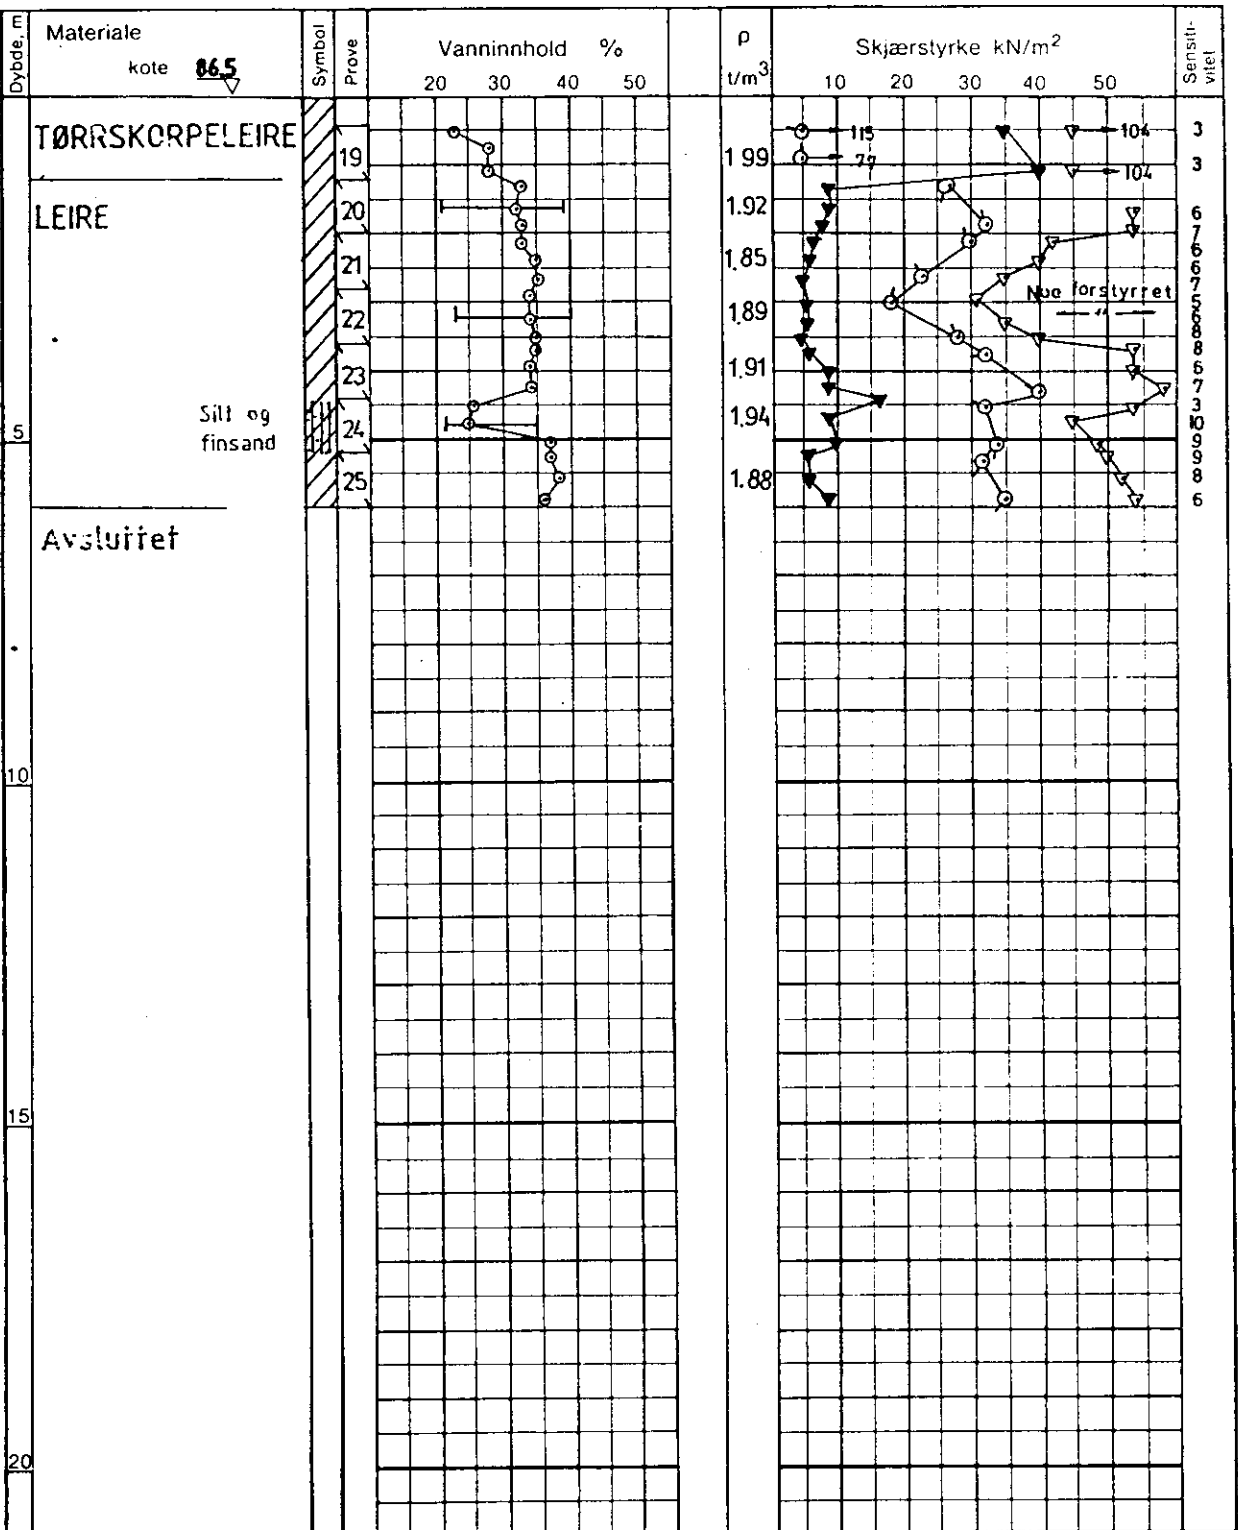 Dybde, m
Materiale
kote 86.5
Symbol
Prøve
Vanninnhold %
20 30 40 50
ρ
t/m³
Skjærstyrke kN/m²
10 20 30 40 50
Sensiti-
vitet
TØRRSKORPELEIRE
LEIRE
Silt og
finsand
Avsluttet
5
10
15
20
19
20
21
22
23
24
25
1.99
1.92
1.85
1.89
1.91
1.94
1.88
115
77
104
104
Noe forstyrret
— " —
3
3
6
7
6
6
7
5
6
8
8
6
7
3
10
9
9
8
6